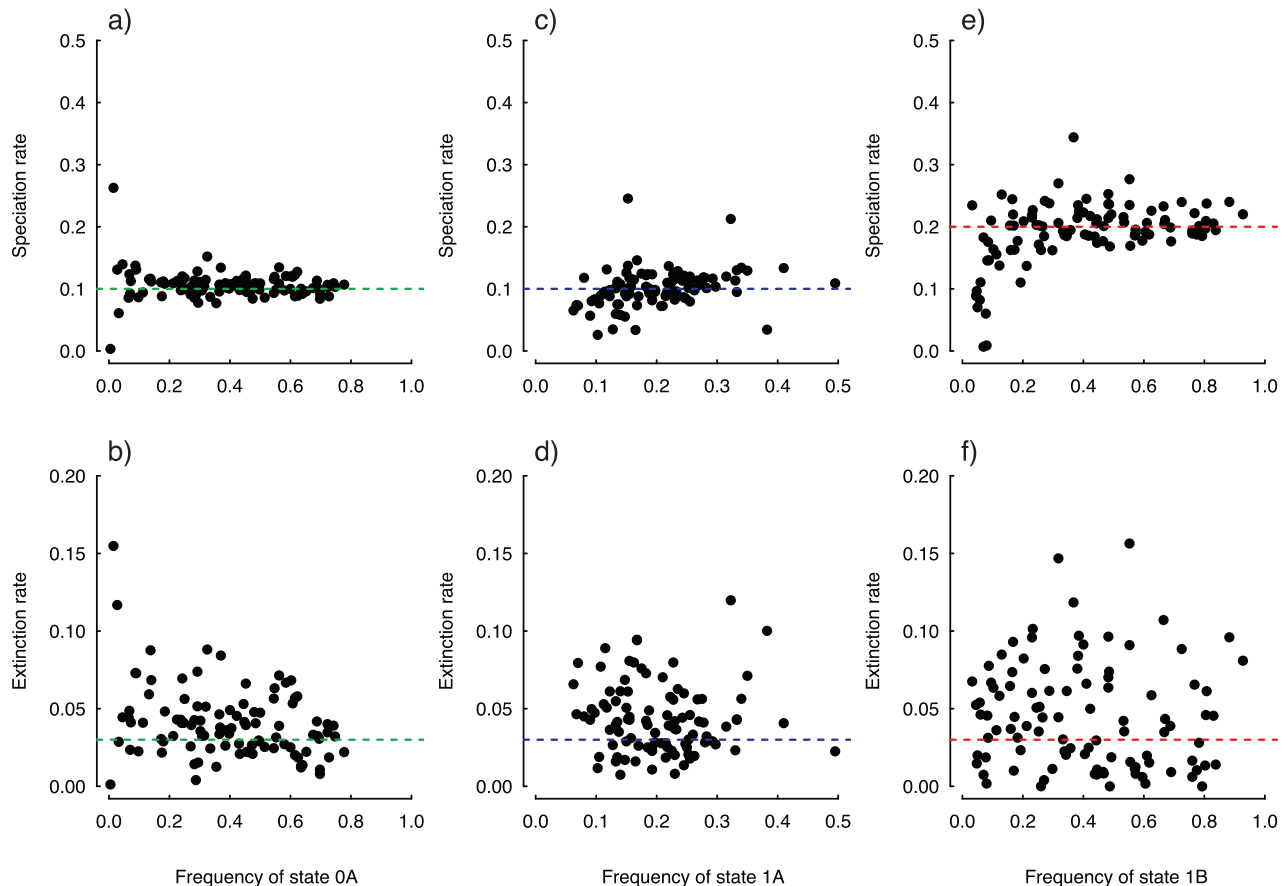 a)
c)
e)
0.5
0.4
0.3
0.2
0.1
0.0
Speciation rate
0.0 0.2 0.4 0.6 0.8 1.0
0.5
0.4
0.3
0.2
0.1
0.0
Speciation rate
0.0 0.1 0.2 0.3 0.4 0.5
0.5
0.4
0.3
0.2
0.1
0.0
Speciation rate
0.0 0.2 0.4 0.6 0.8 1.0
b)
d)
f)
0.20
0.15
0.10
0.05
0.00
Extinction rate
0.0 0.2 0.4 0.6 0.8 1.0
Frequency of state 0A
0.20
0.15
0.10
0.05
0.00
Extinction rate
0.0 0.1 0.2 0.3 0.4 0.5
Frequency of state 1A
0.20
0.15
0.10
0.05
0.00
Extinction rate
0.0 0.2 0.4 0.6 0.8 1.0
Frequency of state 1B